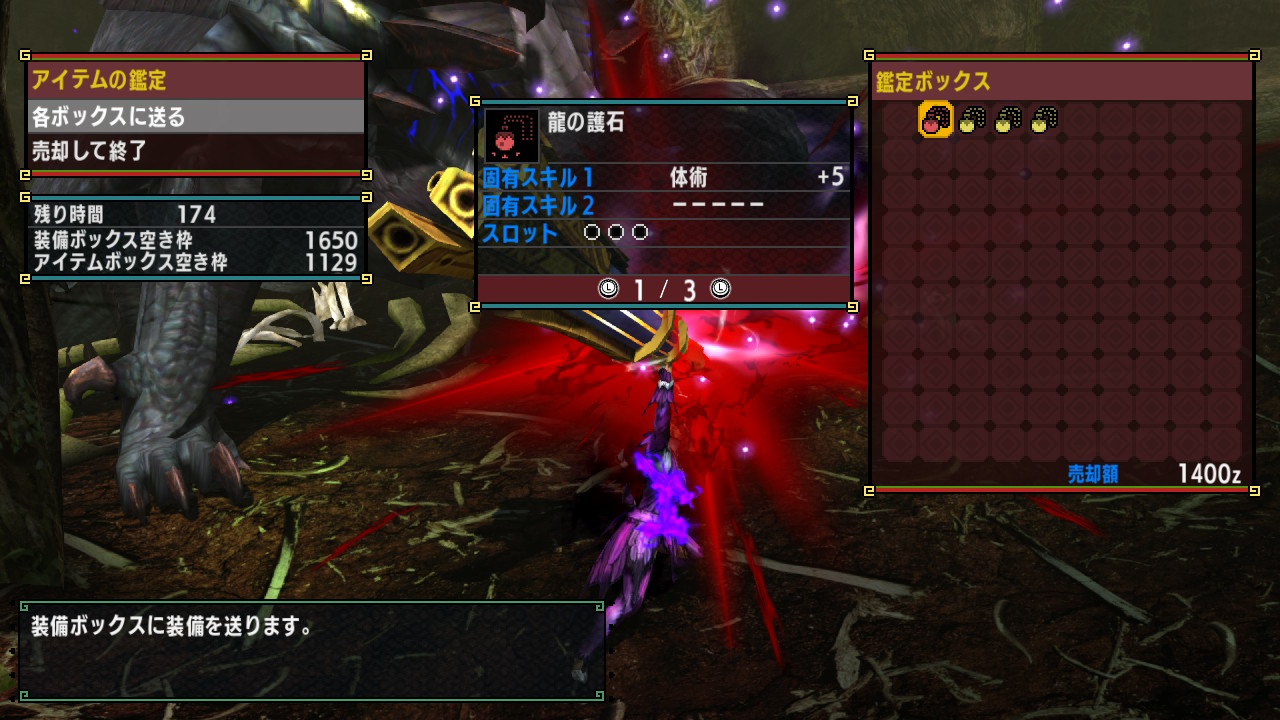 アイテムの鑑定
各ボックスに送る
売却して終了
残り時間 174
装備ボックス空き枠 1650
アイテムボックス空き枠 1129
龍の護石
固有スキル1 体術 +5
固有スキル2 -----
スロット ○○○
L 1 / 3 L
鑑定ボックス
売却額 1400z
装備ボックスに装備を送ります。